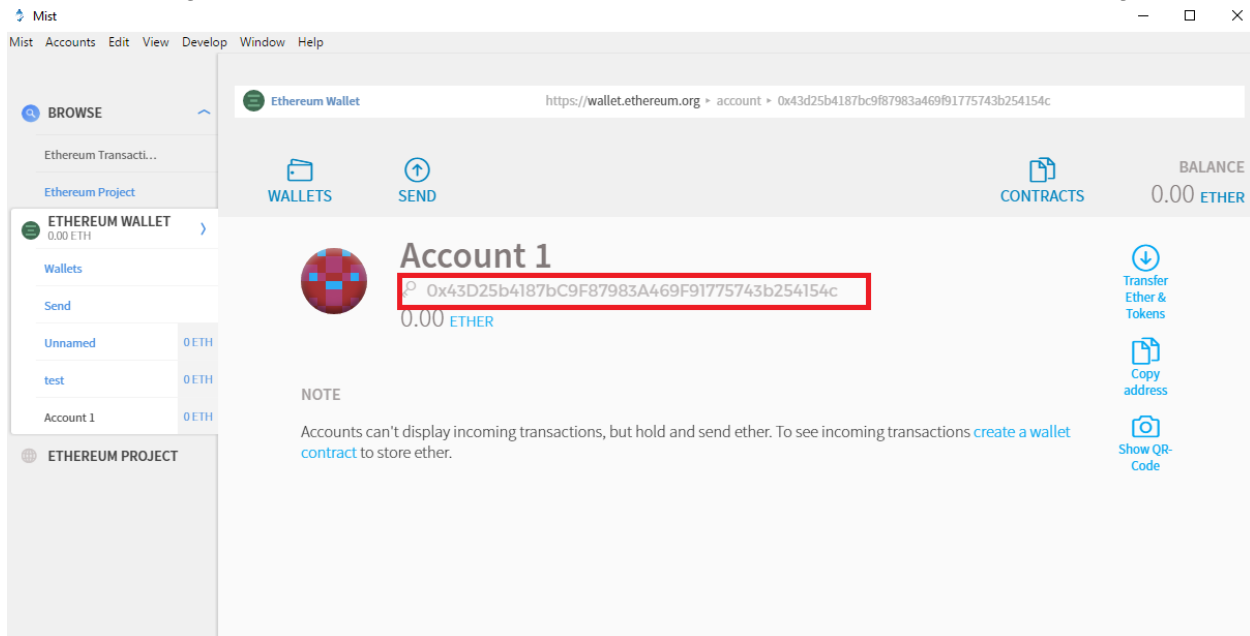 Mist
Mist Accounts Edit View Develop Window Help
BROWSE
Ethereum Transacti...
Ethereum Project
ETHEREUM WALLET
0.00 ETH
Wallets
Send
Unnamed 0 ETH
test 0 ETH
Account 1 0 ETH
ETHEREUM PROJECT
Ethereum Wallet https://wallet.ethereum.org ▸ account ▸ 0x43d25b4187bc9f87983a469f91775743b254154c
WALLETS SEND CONTRACTS
BALANCE
0.00 ETHER
Account 1
0x43D25b4187bC9F87983A469F91775743b254154c
0.00 ETHER
NOTE
Accounts can't display incoming transactions, but hold and send ether. To see incoming transactions create a wallet
contract to store ether.
Transfer
Ether &
Tokens
Copy
address
Show QR-
Code